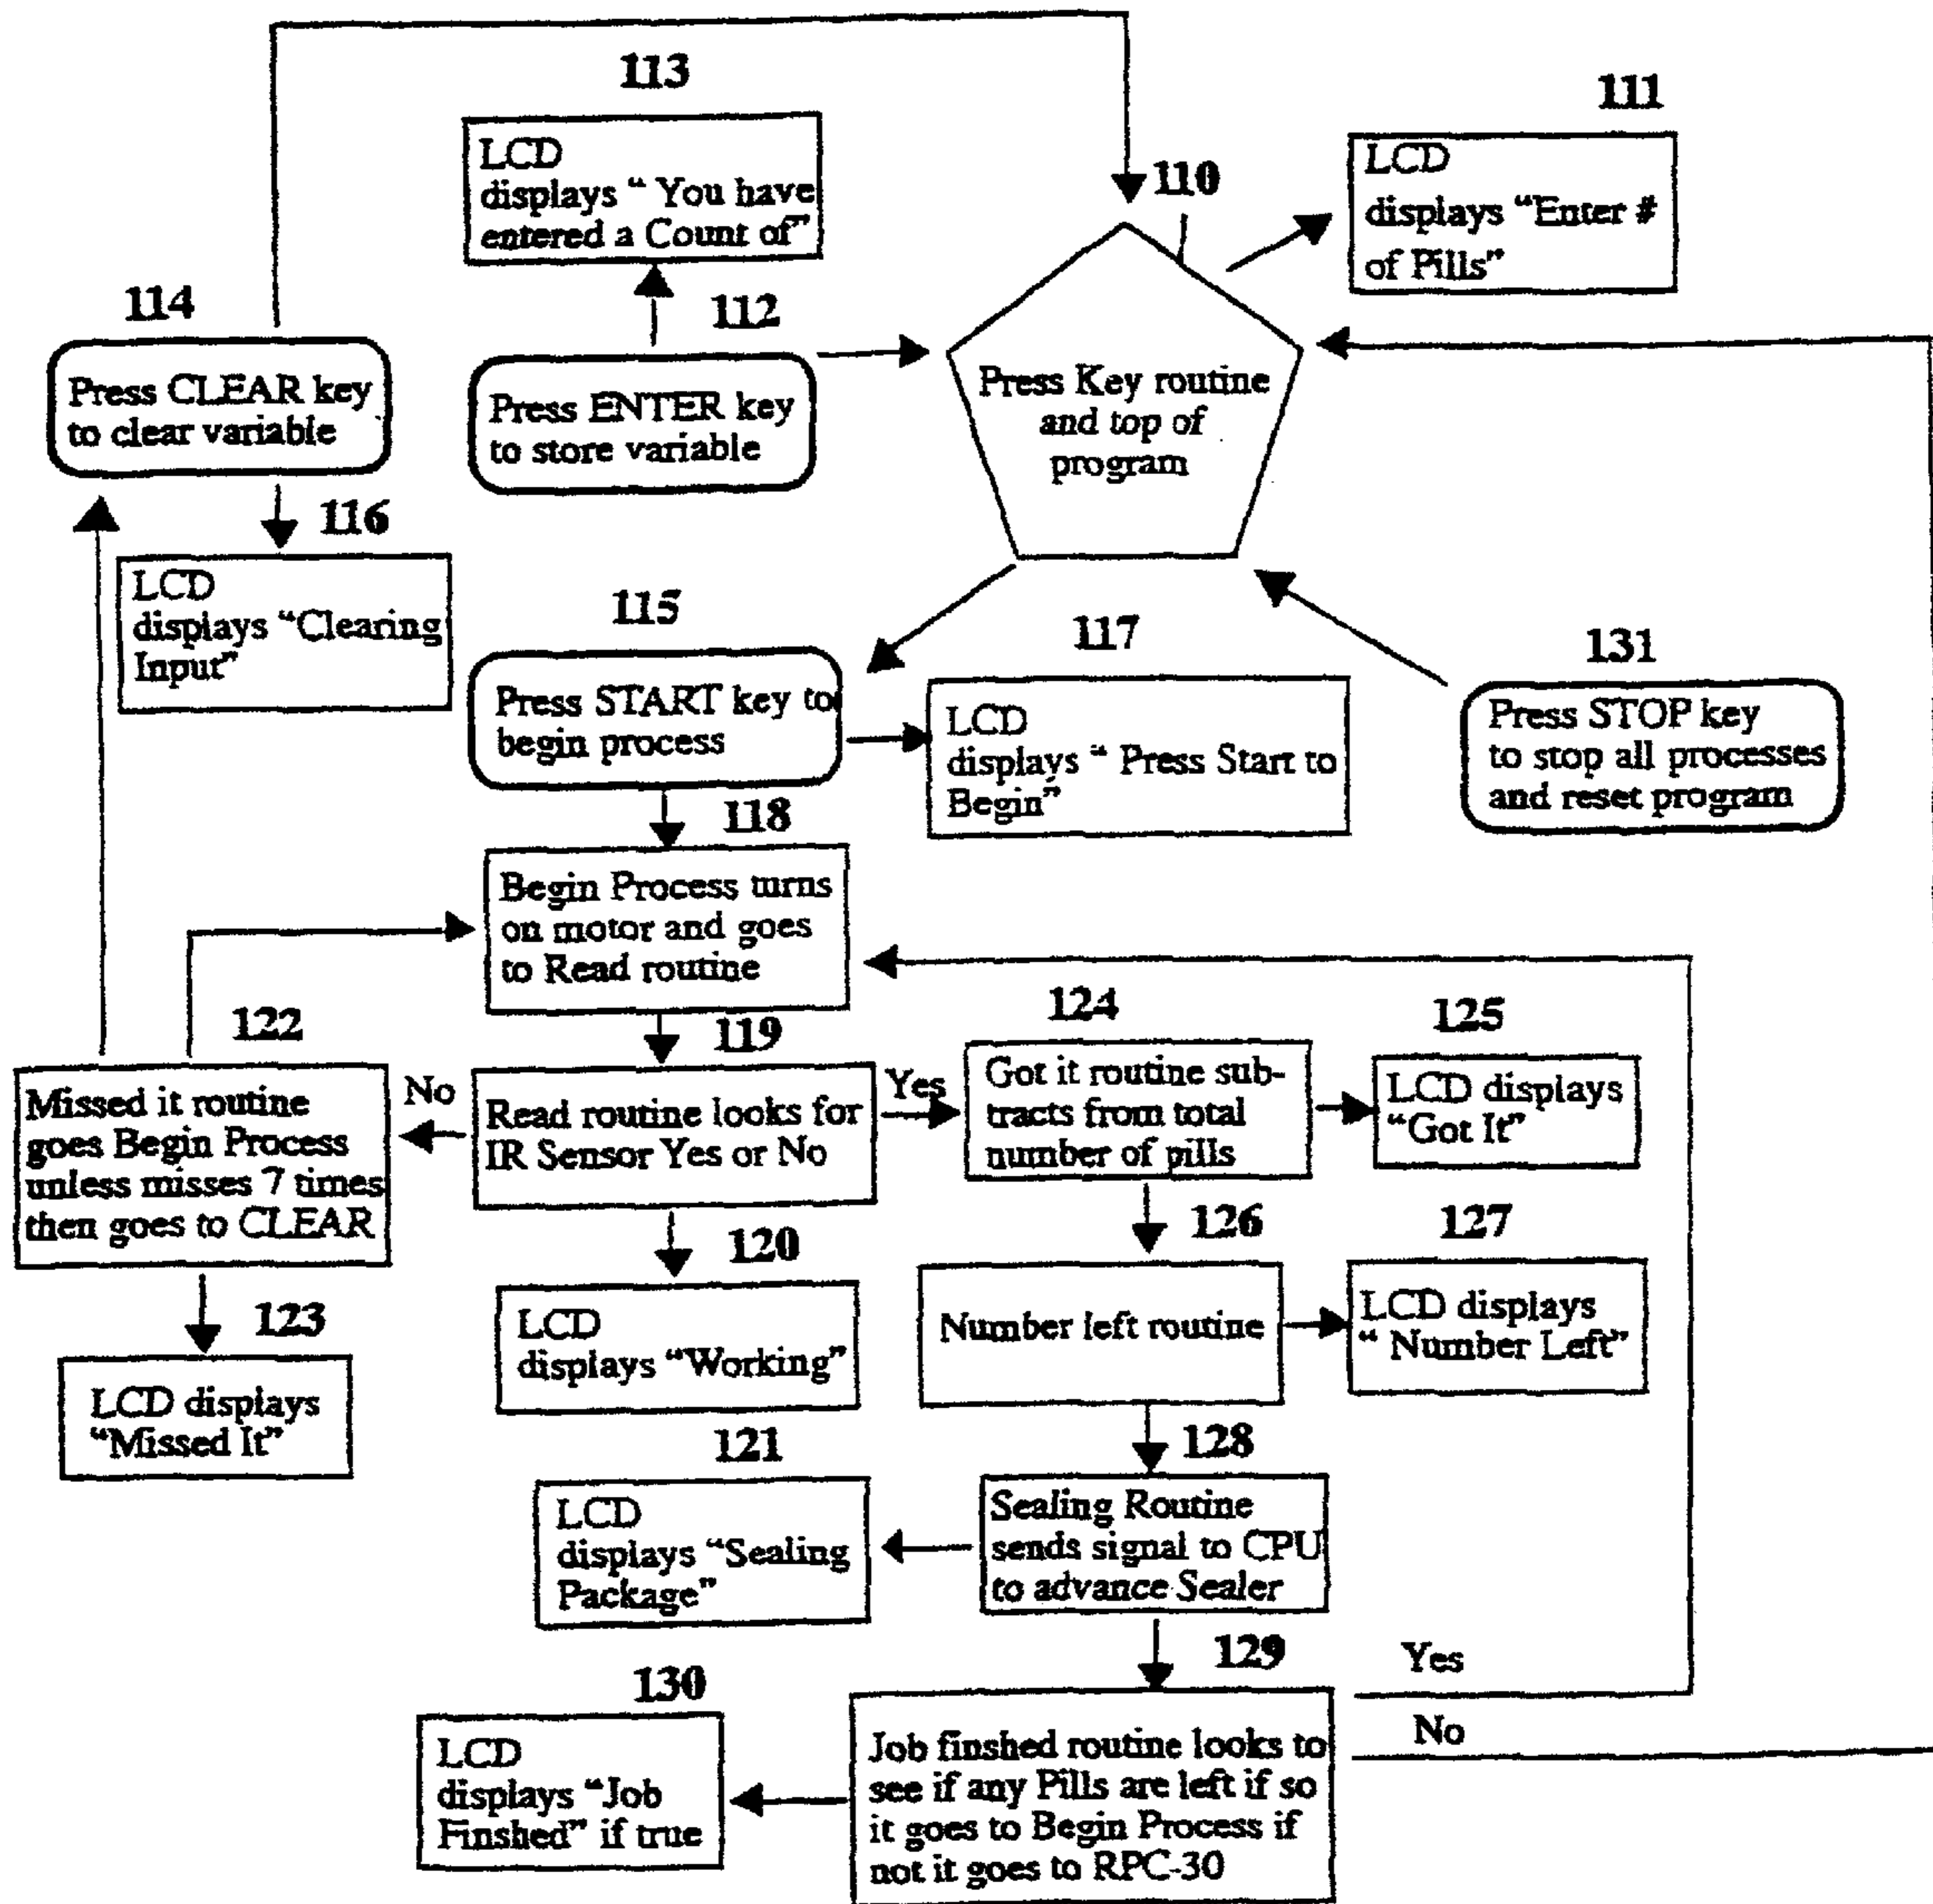 113
111
LCD
displays “ You have
entered a Count of”
110
LCD
displays “Enter #
of Pills”
114
112
Press CLEAR key
to clear variable
Press ENTER key
to store variable
Press Key routine
and top of
program
116
LCD
displays “Clearing
Input”
115
117
131
Press START key to
begin process
LCD
displays “ Press Start to
Begin”
Press STOP key
to stop all processes
and reset program
118
Begin Process turns
on motor and goes
to Read routine
122
119
124
125
Missed it routine
goes Begin Process
unless misses 7 times
then goes to CLEAR
No
Read routine looks for
IR Sensor Yes or No
Yes
Got it routine sub-
tracts from total
number of pills
LCD displays
“Got It”
123
120
126
127
LCD displays
“Missed It”
LCD
displays “Working”
Number left routine
LCD displays
“ Number Left”
121
128
LCD
displays “Sealing
Package”
Sealing Routine
sends signal to CPU
to advance Sealer
130
129
Yes
No
LCD
displays “Job
Finshed” if true
Job finshed routine looks to
see if any Pills are left if so
it goes to Begin Process if
not it goes to RPC-30